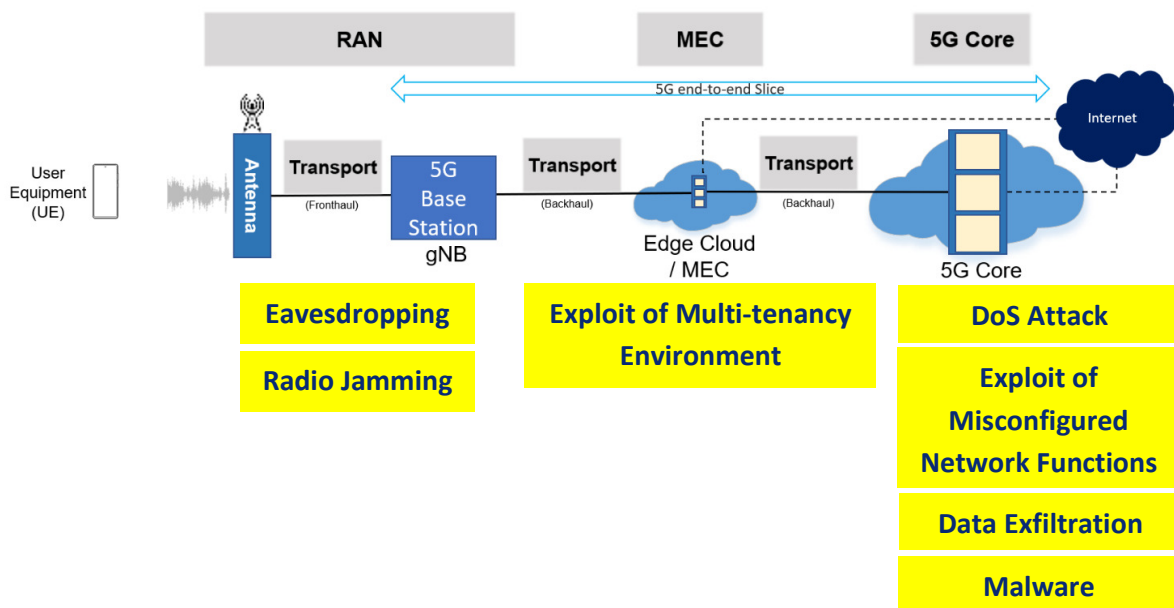 RAN
MEC
5G Core
5G end-to-end Slice
Internet
User
Equipment
(UE)
Antenna
Transport
(Fronthaul)
5G
Base
Station
gNB
Transport
(Backhaul)
Edge Cloud
/ MEC
Transport
(Backhaul)
5G Core
Eavesdropping
Radio Jamming
Exploit of Multi-tenancy
Environment
DoS Attack
Exploit of
Misconfigured
Network Functions
Data Exfiltration
Malware